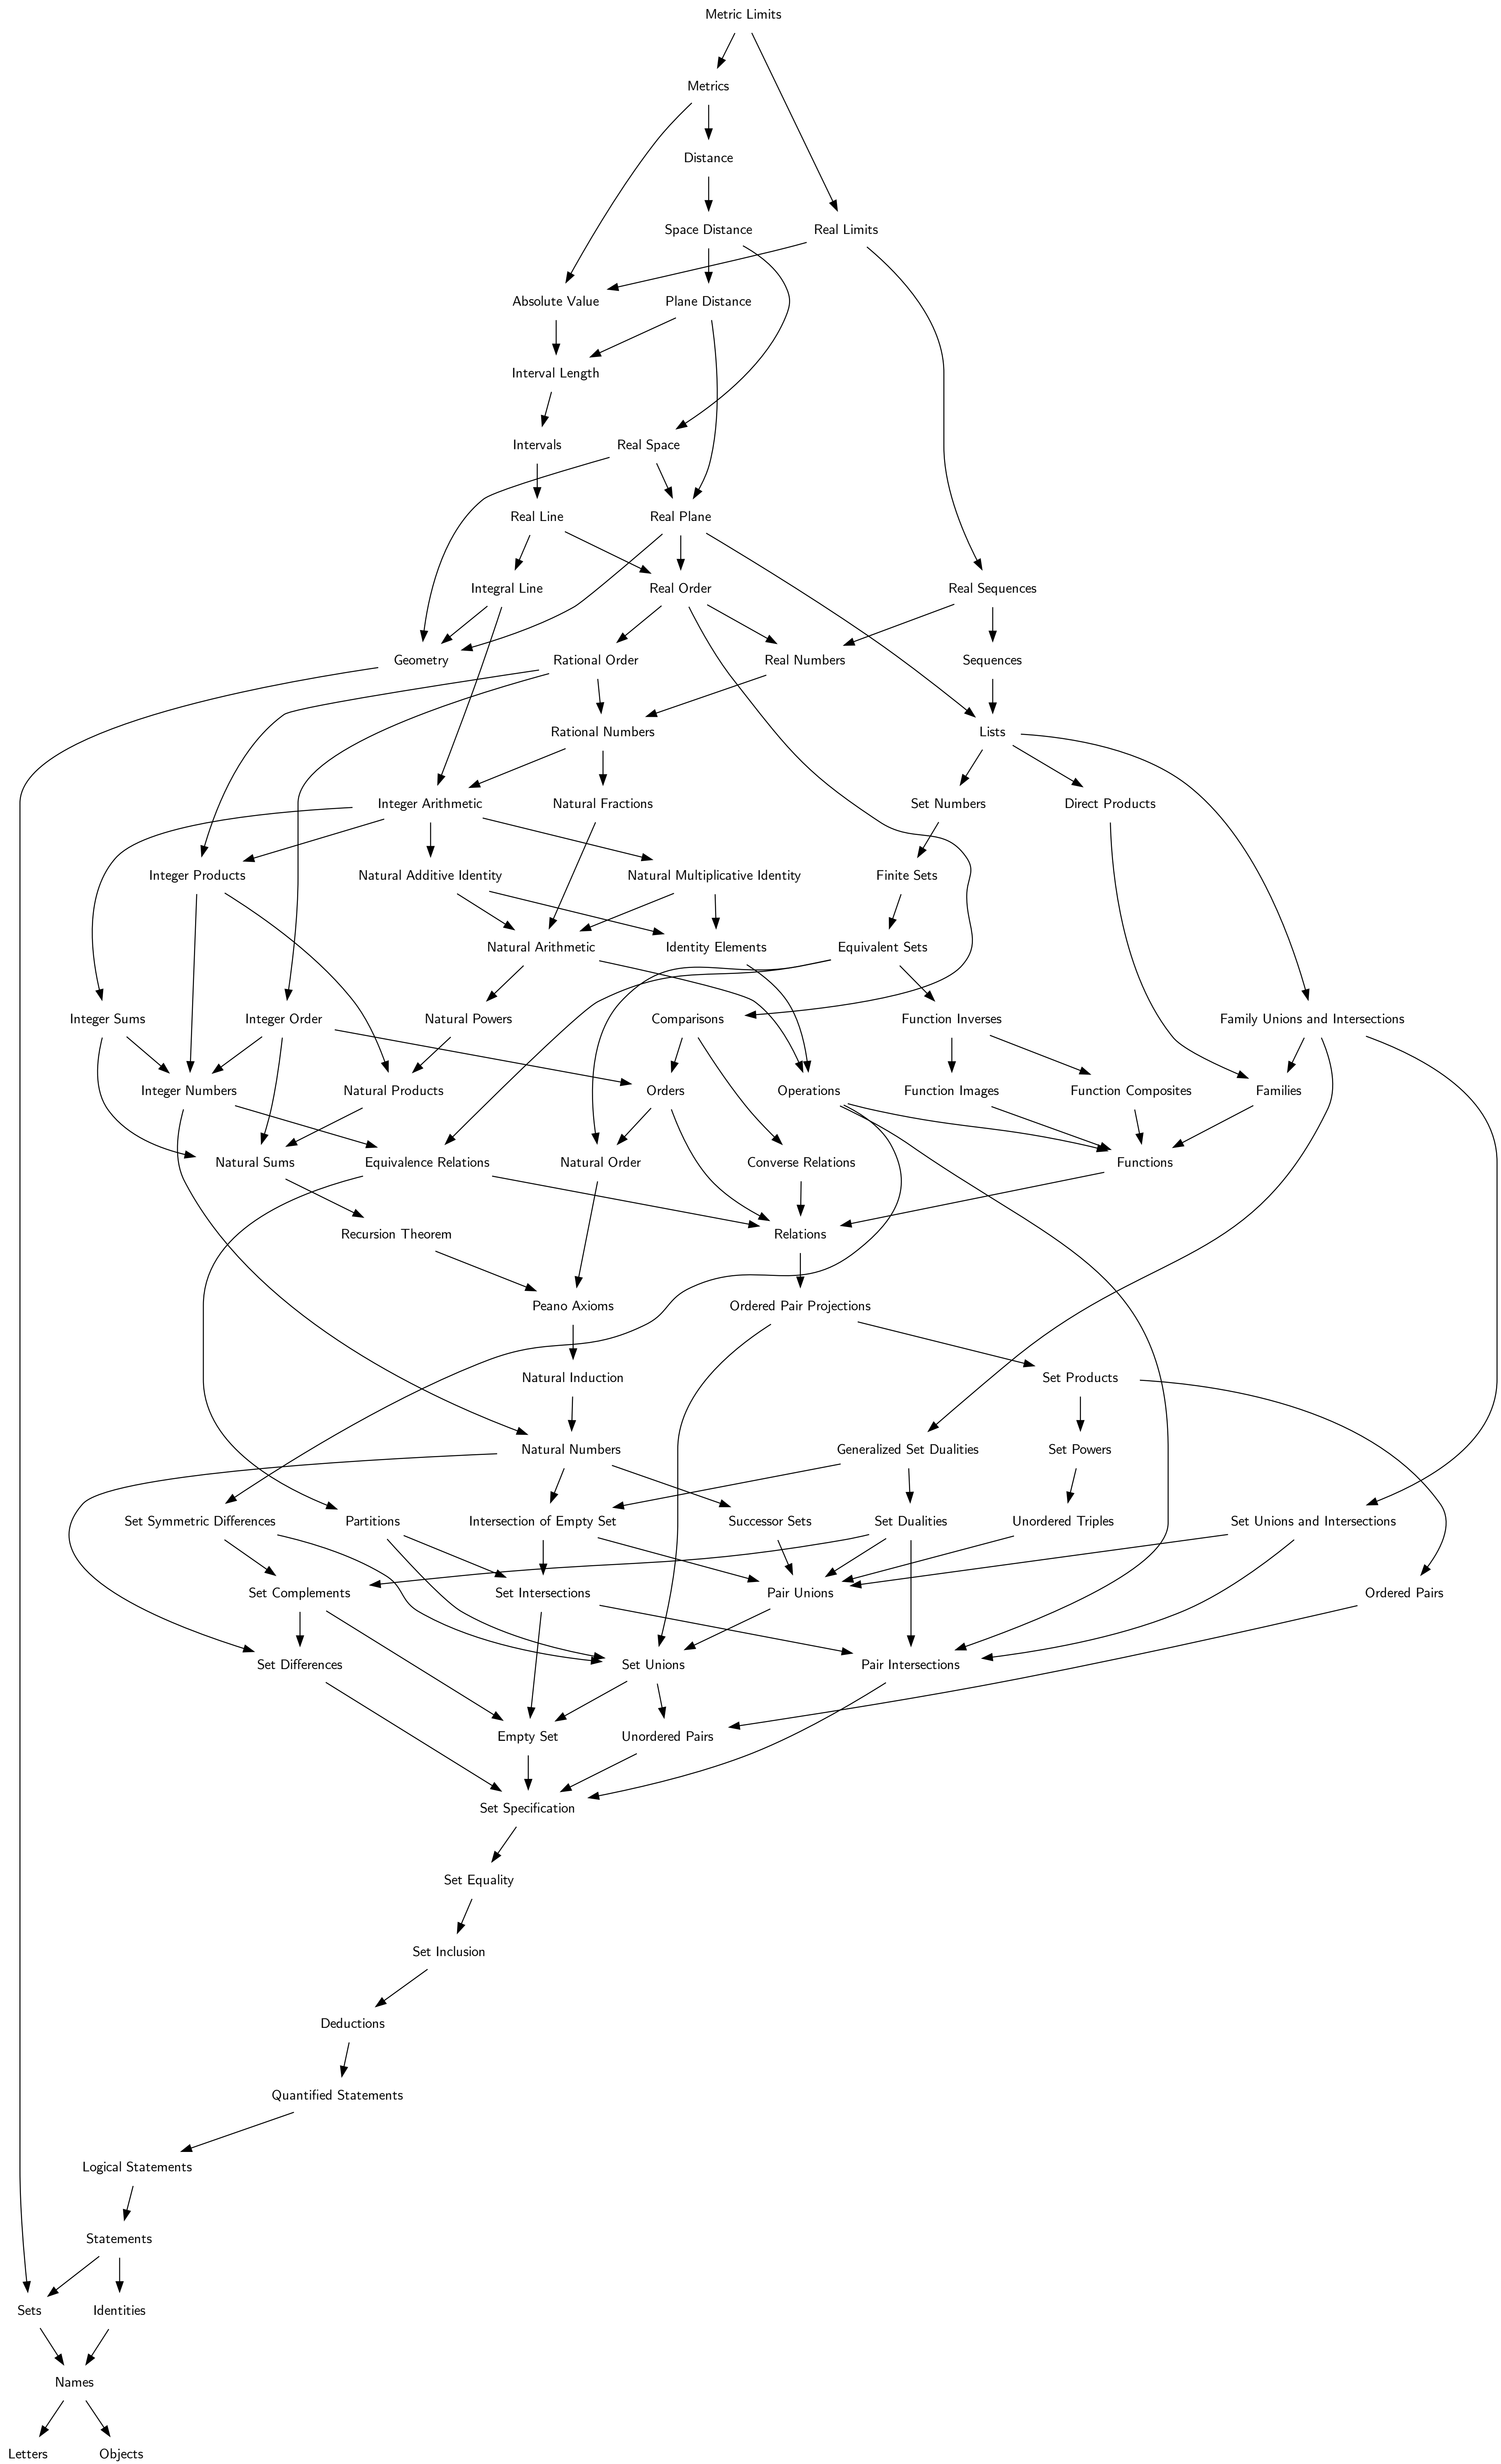 Metric Limits
Metrics
Distance
Space Distance
Real Limits
Absolute Value
Plane Distance
Interval Length
Intervals
Real Space
Real Line
Real Plane
Integral Line
Real Order
Real Sequences
Geometry
Rational Order
Real Numbers
Sequences
Rational Numbers
Lists
Integer Arithmetic
Natural Fractions
Set Numbers
Direct Products
Integer Products
Natural Additive Identity
Natural Multiplicative Identity
Finite Sets
Natural Arithmetic
Identity Elements
Equivalent Sets
Integer Sums
Integer Order
Natural Powers
Comparisons
Function Inverses
Family Unions and Intersections
Integer Numbers
Natural Products
Orders
Operations
Function Images
Function Composites
Families
Natural Sums
Equivalence Relations
Natural Order
Converse Relations
Functions
Recursion Theorem
Relations
Peano Axioms
Ordered Pair Projections
Natural Induction
Set Products
Natural Numbers
Generalized Set Dualities
Set Powers
Set Symmetric Differences
Partitions
Intersection of Empty Set
Successor Sets
Set Dualities
Unordered Triples
Set Unions and Intersections
Set Complements
Set Intersections
Pair Unions
Ordered Pairs
Set Differences
Set Unions
Pair Intersections
Empty Set
Unordered Pairs
Set Specification
Set Equality
Set Inclusion
Deductions
Quantified Statements
Logical Statements
Statements
Sets
Identities
Names
Letters
Objects